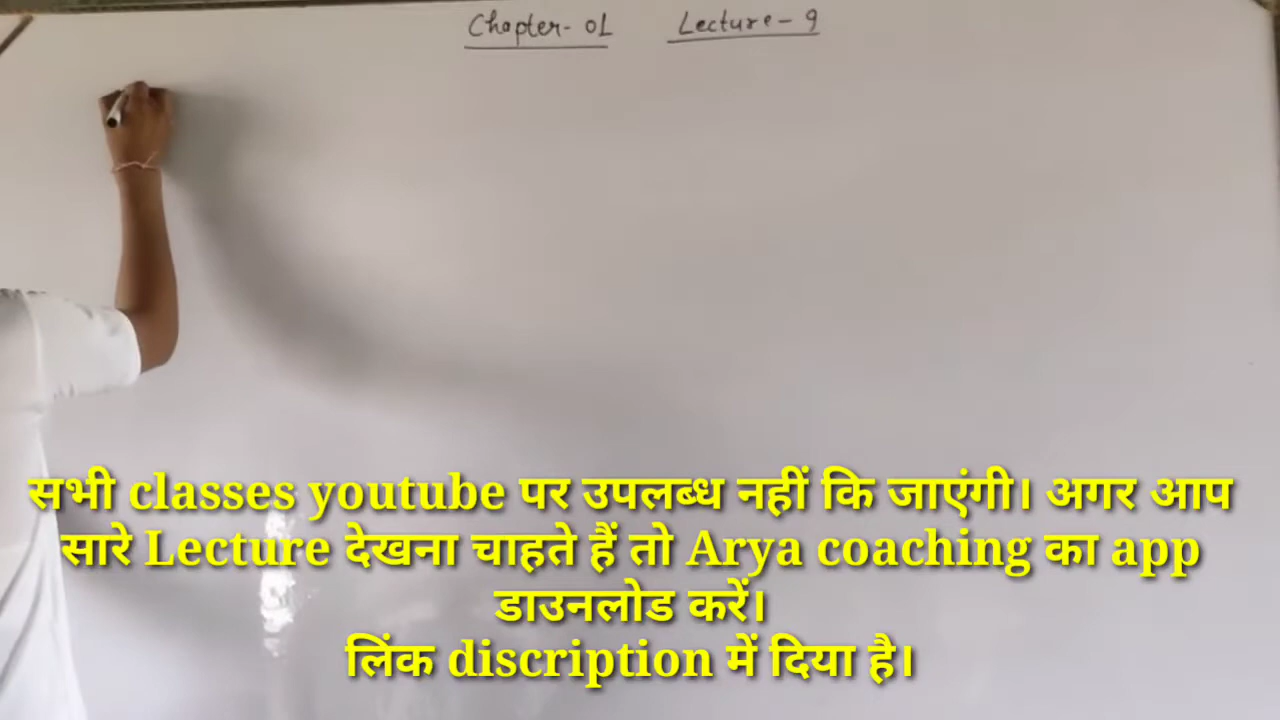 Chapter- 01 Lecture- 9
सभी classes youtube पर उपलब्ध नहीं कि जाएंगी। अगर आप
सारे Lecture देखना चाहते हैं तो Arya coaching का app
डाउनलोड करें।
लिंक discription में दिया है।